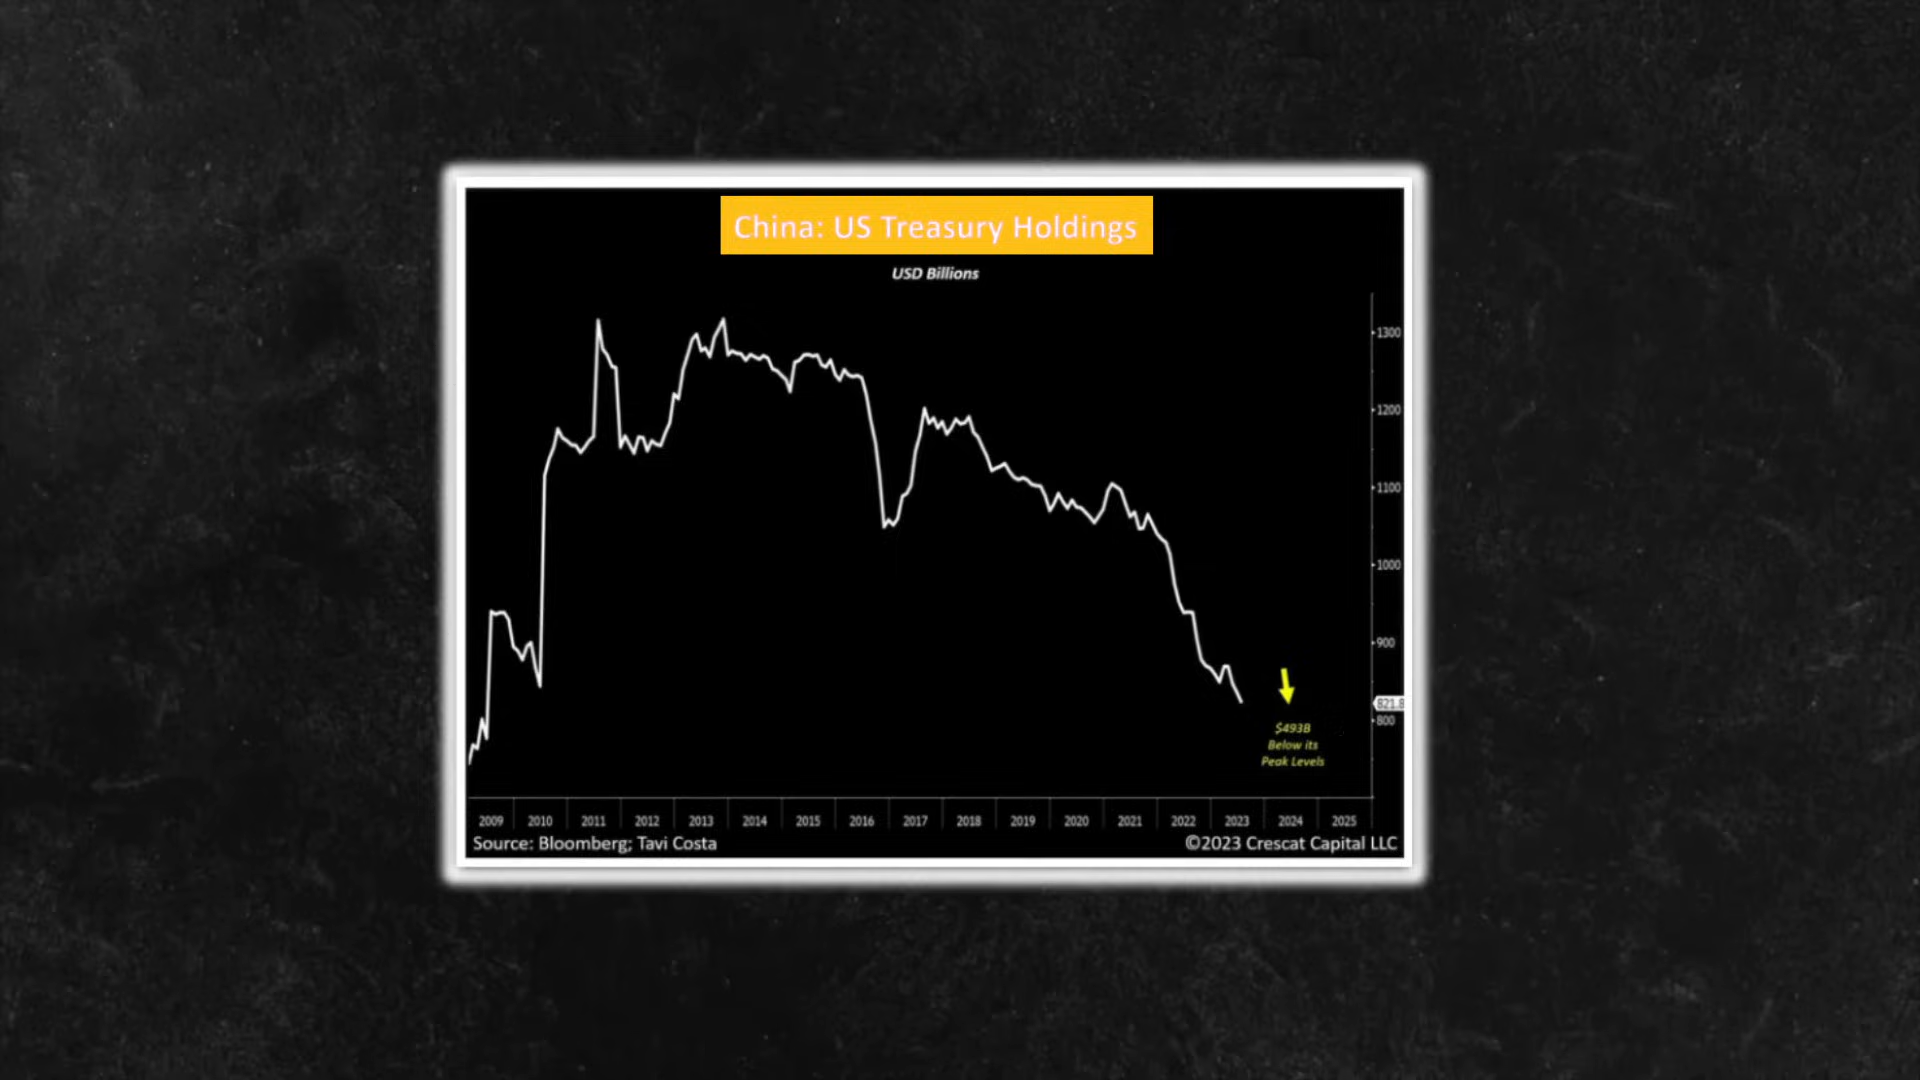 China: US Treasury Holdings
USD Billions
1300
1200
1100
1000
900
821.8
800
$493B
Below its
Peak Levels
2009 2010 2011 2012 2013 2014 2015 2016 2017 2018 2019 2020 2021 2022 2023 2024 2025
Source: Bloomberg; Tavi Costa
©2023 Crescat Capital LLC